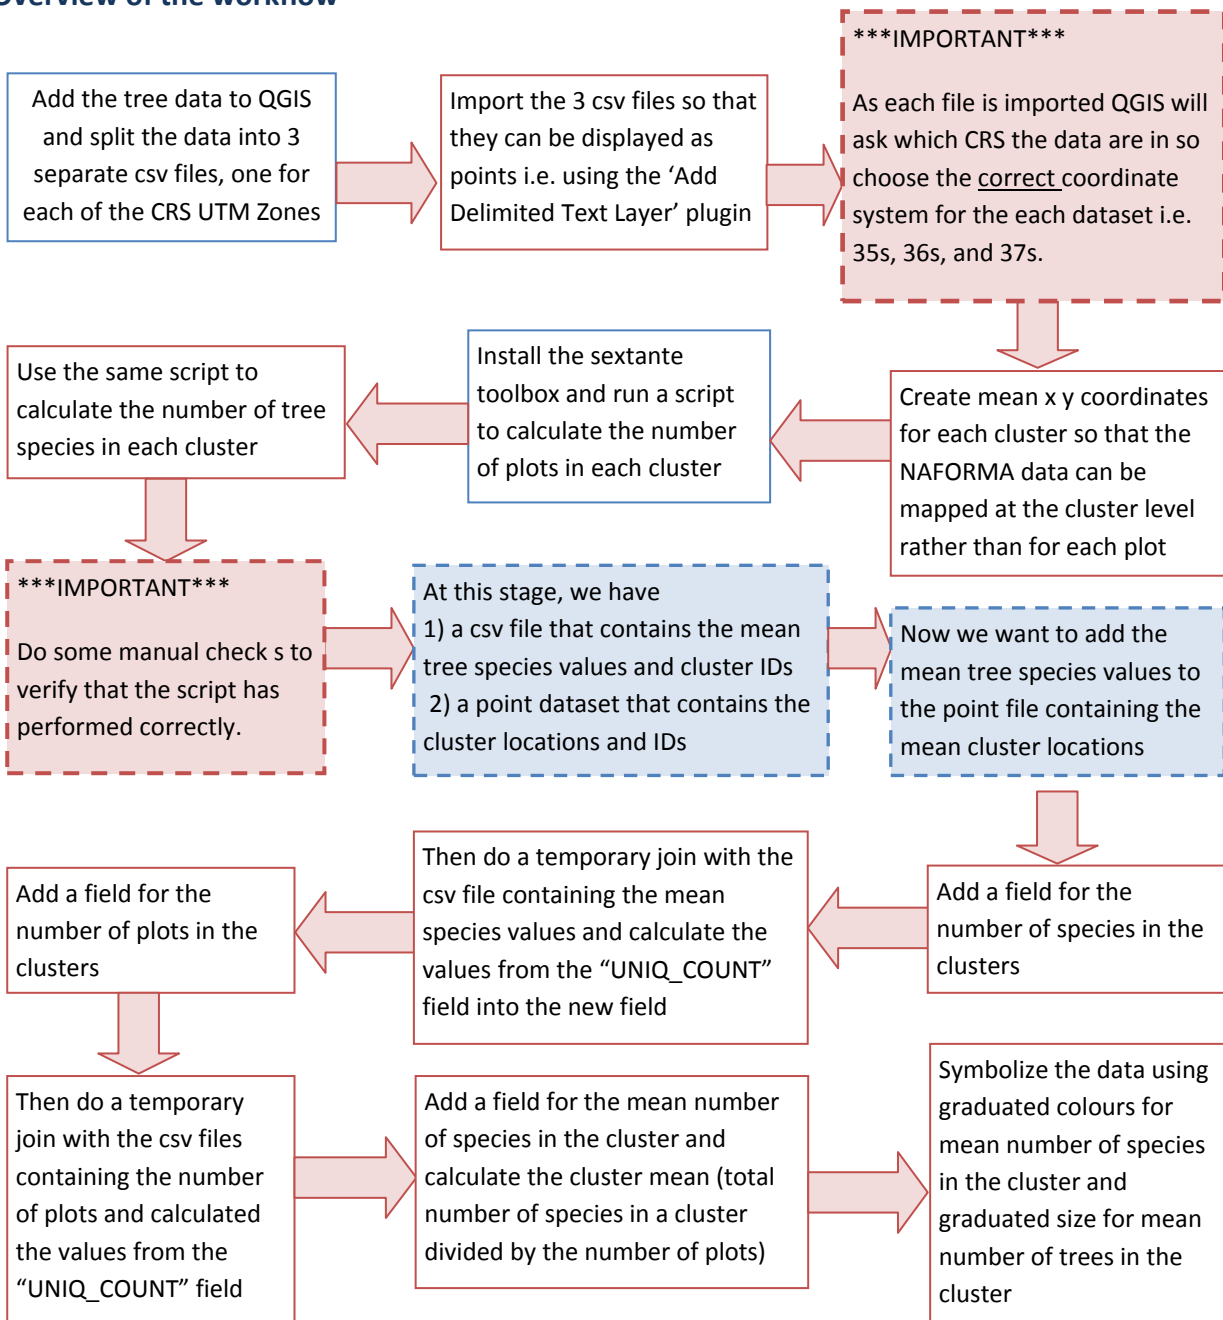 Overview of the workflow
Add the tree data to QGIS
and split the data into 3
separate csv files, one for
each of the CRS UTM Zones
Import the 3 csv files so that
they can be displayed as
points i.e. using the ‘Add
Delimited Text Layer’ plugin
***IMPORTANT***
As each file is imported QGIS will
ask which CRS the data are in so
choose the correct coordinate
system for the each dataset i.e.
35s, 36s, and 37s.
Create mean x y coordinates
for each cluster so that the
NAFORMA data can be
mapped at the cluster level
rather than for each plot
Install the sextante
toolbox and run a script
to calculate the number
of plots in each cluster
Use the same script to
calculate the number of tree
species in each cluster
***IMPORTANT***
Do some manual check s to
verify that the script has
performed correctly.
At this stage, we have
1) a csv file that contains the mean
tree species values and cluster IDs
2) a point dataset that contains the
cluster locations and IDs
Now we want to add the
mean tree species values to
the point file containing the
mean cluster locations
Add a field for the
number of species in the
clusters
Then do a temporary join with the
csv file containing the mean
species values and calculate the
values from the “UNIQ_COUNT”
field into the new field
Add a field for the
number of plots in the
clusters
Then do a temporary
join with the csv files
containing the number
of plots and calculated
the values from the
“UNIQ_COUNT” field
Add a field for the mean number
of species in the cluster and
calculate the cluster mean (total
number of species in a cluster
divided by the number of plots)
Symbolize the data using
graduated colours for
mean number of species
in the cluster and
graduated size for mean
number of trees in the
cluster